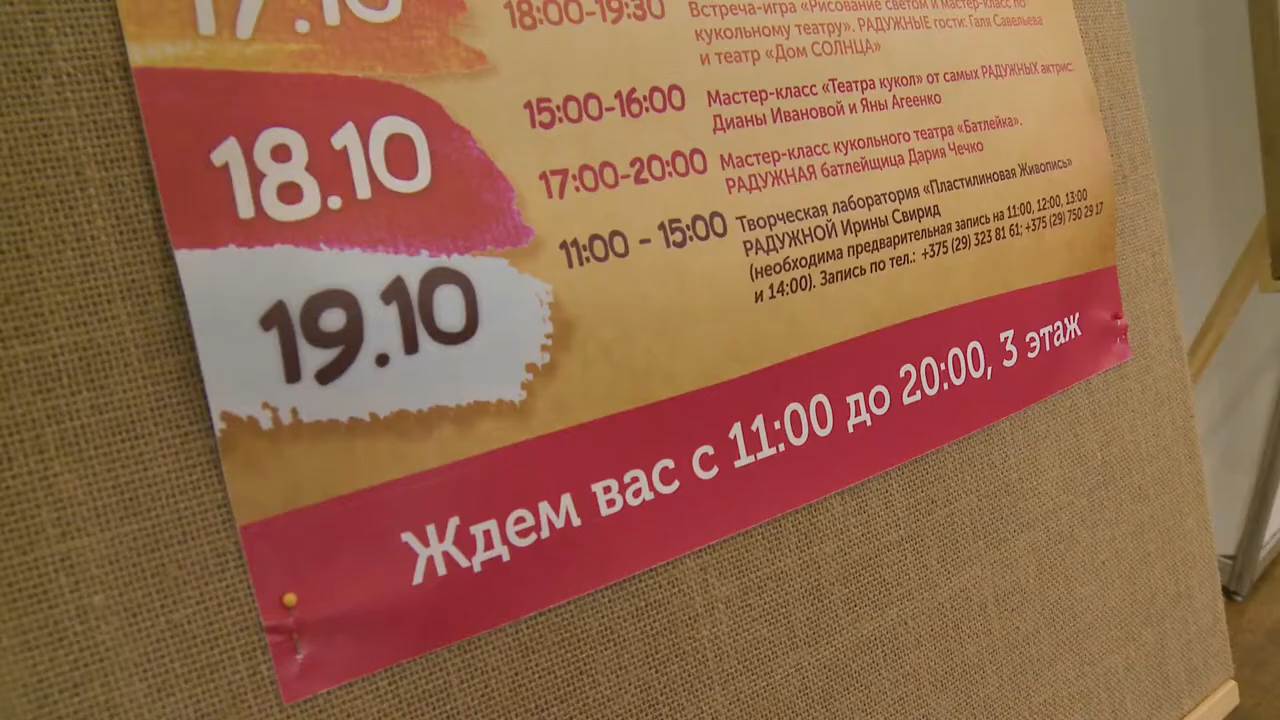 17.10
18:00-19:30
Встреча-игра «Рисование светом и мастер-класс по
кукольному театру». РАДУЖНЫЕ гости: Галя Савельева
и театр «Дом СОЛНЦА»
18.10
15:00-16:00
Мастер-класс «Театра кукол» от самых РАДУЖНЫХ актрис:
Дианы Ивановой и Яны Агеенко
17:00-20:00
Мастер-класс кукольного театра «Батлейка».
РАДУЖНАЯ батлейщица Дария Чечко
19.10
11:00 - 15:00
Творческая лаборатория «Пластилиновая Живопись»
РАДУЖНОЙ Ирины Свирид
(необходима предварительная запись на 11:00, 12:00, 13:00
и 14:00). Запись по тел.: +375 (29) 323 81 61; +375 (29) 750 29 17
Ждем вас с 11:00 до 20:00, 3 этаж